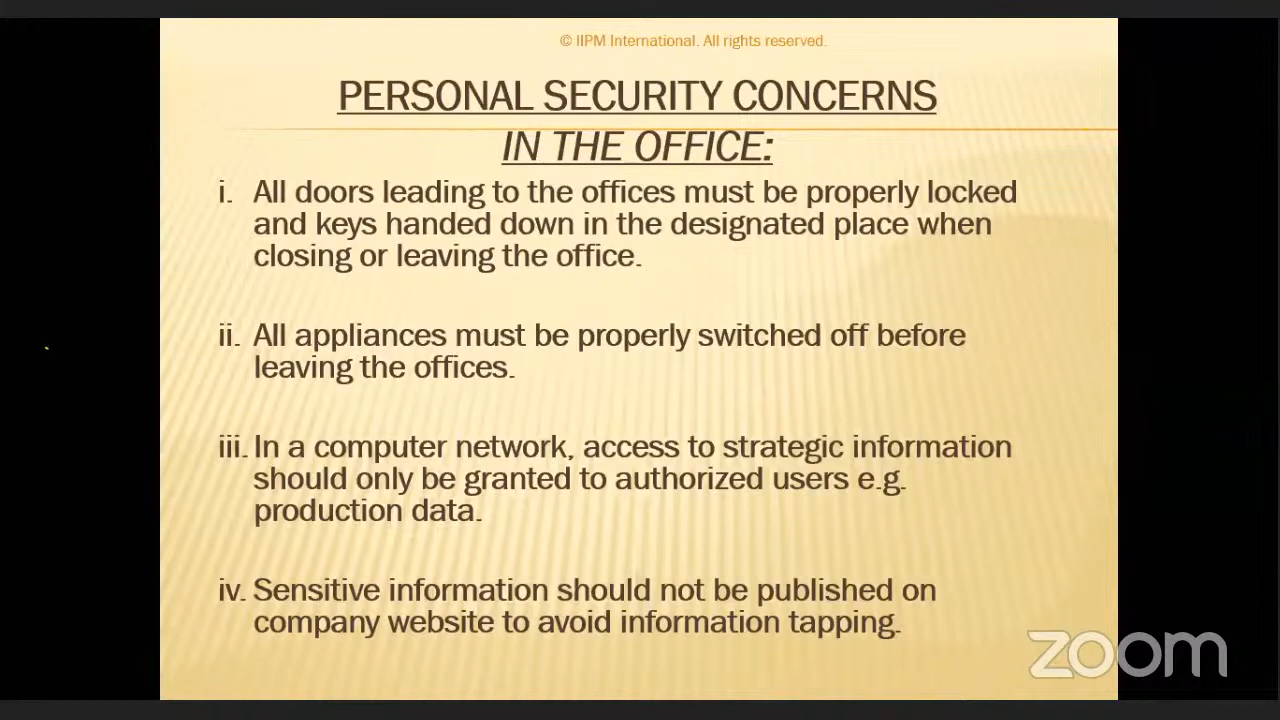 © IIPM International. All rights reserved.
PERSONAL SECURITY CONCERNS
IN THE OFFICE:
i. All doors leading to the offices must be properly locked
and keys handed down in the designated place when
closing or leaving the office.
ii. All appliances must be properly switched off before
leaving the offices.
iii. In a computer network, access to strategic information
should only be granted to authorized users e.g.
production data.
iv. Sensitive information should not be published on
company website to avoid information tapping.
zoom